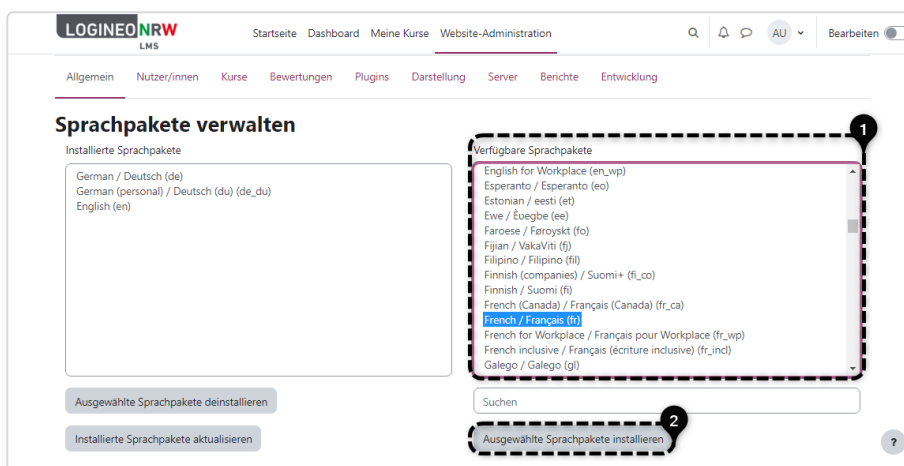 LOGINEO NRW
LMS
Startseite Dashboard Meine Kurse Website-Administration
AU
Bearbeiten
Allgemein Nutzer/innen Kurse Bewertungen Plugins Darstellung Server Berichte Entwicklung
Sprachpakete verwalten
1
Installierte Sprachpakete
German / Deutsch (de)
German (personal) / Deutsch (du) (de_du)
English (en)
Verfügbare Sprachpakete
English for Workplace (en_wp)
Esperanto / Esperanto (eo)
Estonian / eesti (et)
Ewe / Èʋegbe (ee)
Faroese / Føroyskt (fo)
Fijian / VakaViti (fj)
Filipino / Filipino (fil)
Finnish (companies) / Suomi+ (fi_co)
Finnish / Suomi (fi)
French (Canada) / Français (Canada) (fr_ca)
French / Français (fr)
French for Workplace / Français pour Workplace (fr_wp)
French inclusive / Français (écriture inclusive) (fr_incl)
Galego / Galego (gl)
Ausgewählte Sprachpakete deinstallieren
Suchen
2
Installierte Sprachpakete aktualisieren
Ausgewählte Sprachpakete installieren
?